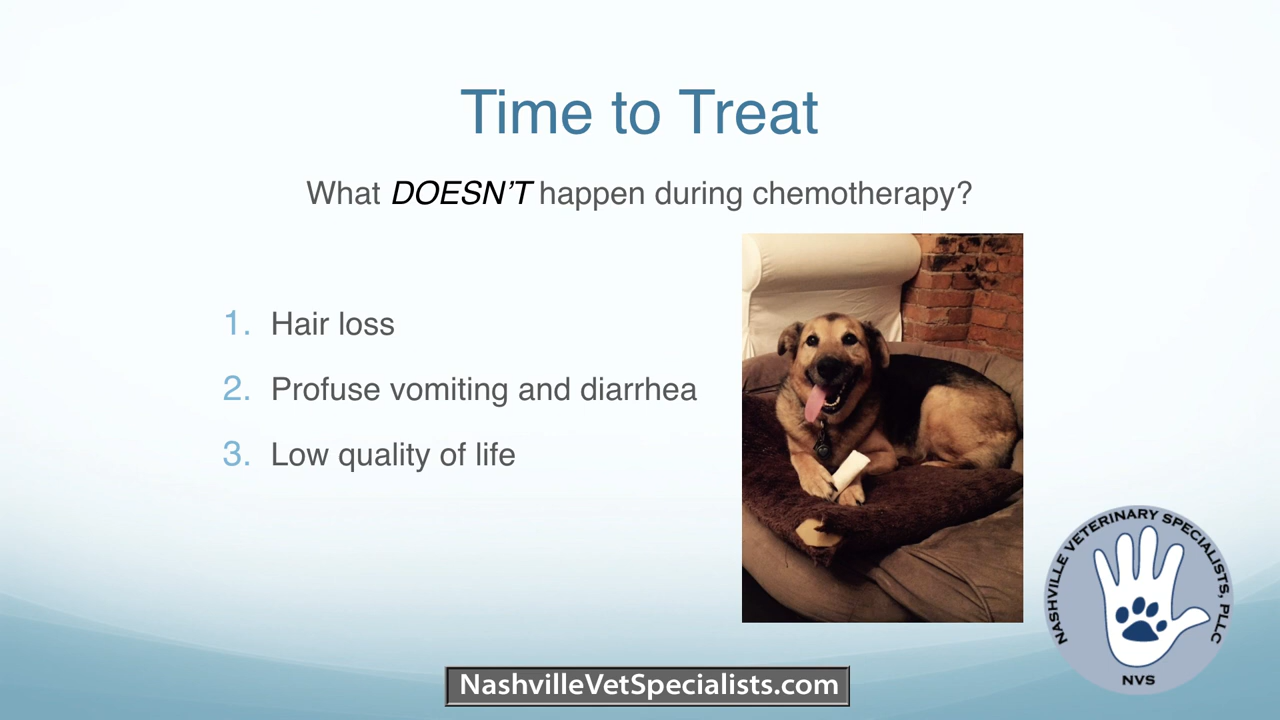 Time to Treat
What DOESN'T happen during chemotherapy?
1. Hair loss
2. Profuse vomiting and diarrhea
3. Low quality of life
NASHVILLE VETERINARY SPECIALISTS, PLLC
NVS
NashvilleVetSpecialists.com